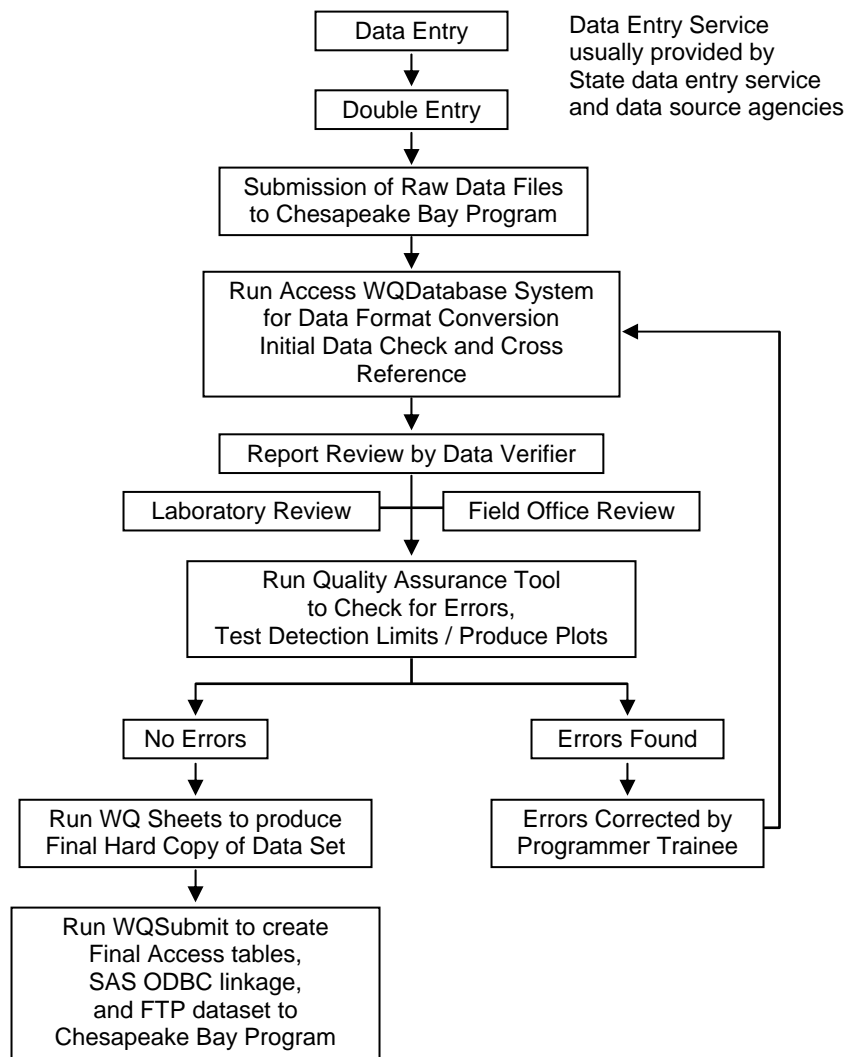 Data Entry
Data Entry Service
usually provided by
State data entry service
and data source agencies
Double Entry
Submission of Raw Data Files
to Chesapeake Bay Program
Run Access WQDatabase System
for Data Format Conversion
Initial Data Check and Cross
Reference
Report Review by Data Verifier
Laboratory Review
Field Office Review
Run Quality Assurance Tool
to Check for Errors,
Test Detection Limits / Produce Plots
No Errors
Errors Found
Run WQ Sheets to produce
Final Hard Copy of Data Set
Errors Corrected by
Programmer Trainee
Run WQSubmit to create
Final Access tables,
SAS ODBC linkage,
and FTP dataset to
Chesapeake Bay Program